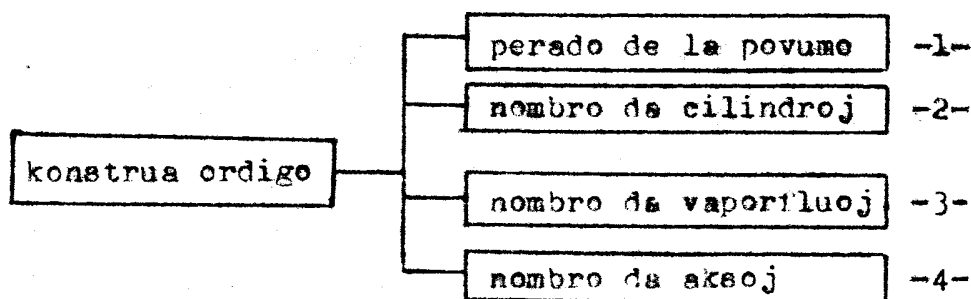 perado de la povumo -1-
nombro da cilindroj -2-
konstrua ordigo
nombro da vaporfluoj -3-
nombro da aksoj -4-